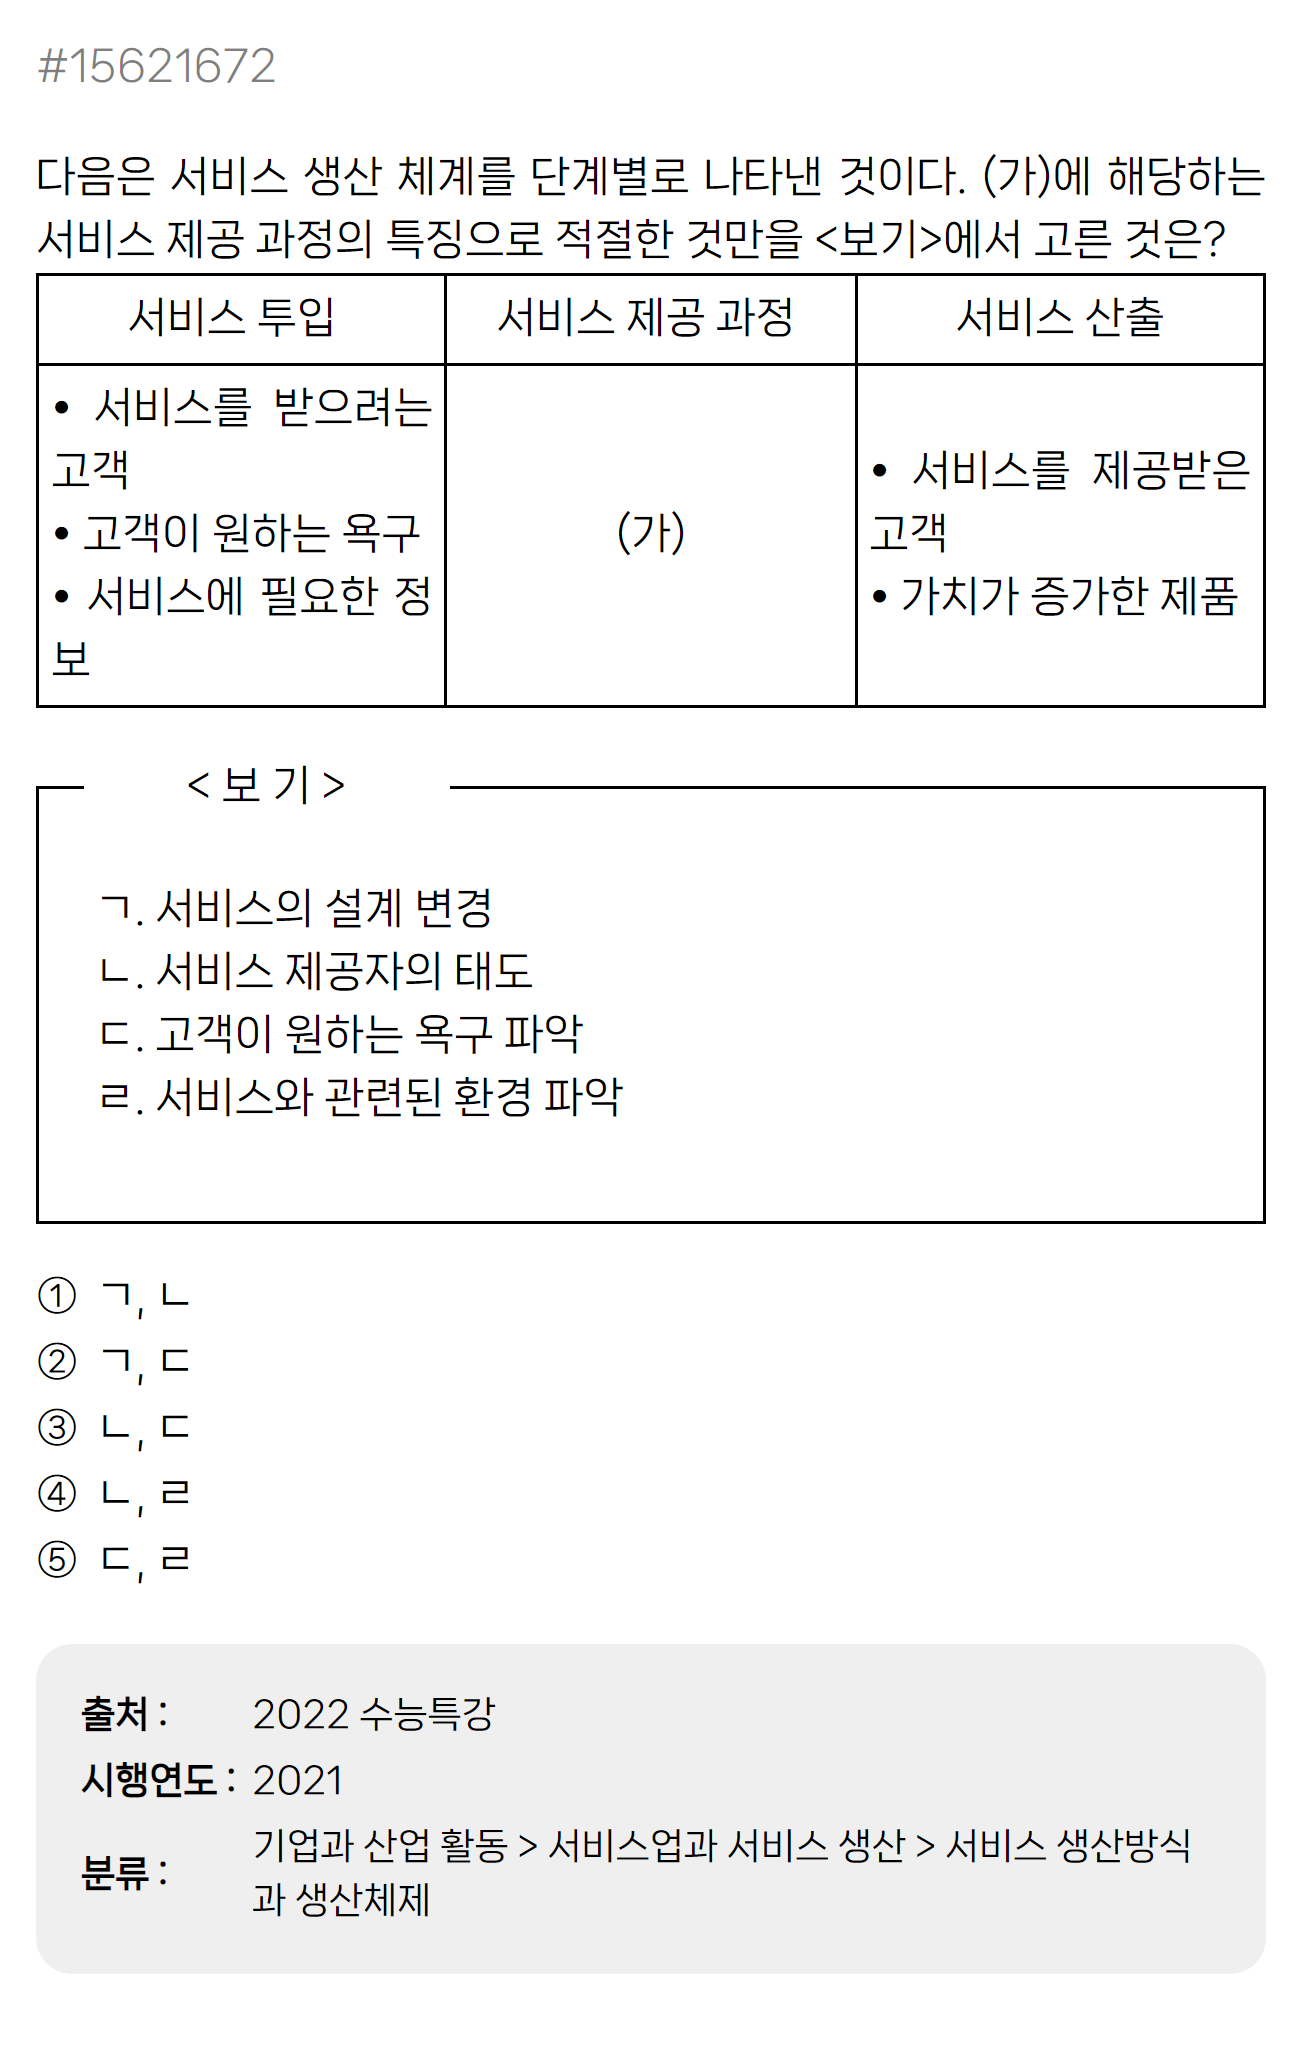 #15621672
다음은 서비스 생산 체계를 단계별로 나타낸 것이다. (가)에 해당하는
서비스 제공 과정의 특징으로 적절한 것만을 <보기>에서 고른 것은?
서비스 투입
서비스 제공 과정
서비스 산출
• 서비스를 받으려는
고객
• 고객이 원하는 욕구
• 서비스에 필요한 정
보
(가)
• 서비스를 제공받은
고객
• 가치가 증가한 제품
< 보 기 >
ㄱ. 서비스의 설계 변경
ㄴ. 서비스 제공자의 태도
ㄷ. 고객이 원하는 욕구 파악
ㄹ. 서비스와 관련된 환경 파악
① ㄱ, ㄴ
② ㄱ, ㄷ
③ ㄴ, ㄷ
④ ㄴ, ㄹ
⑤ ㄷ, ㄹ
출처 : 2022 수능특강
시행연도 : 2021
분류 : 기업과 산업 활동 > 서비스업과 서비스 생산 > 서비스 생산방식
과 생산체제